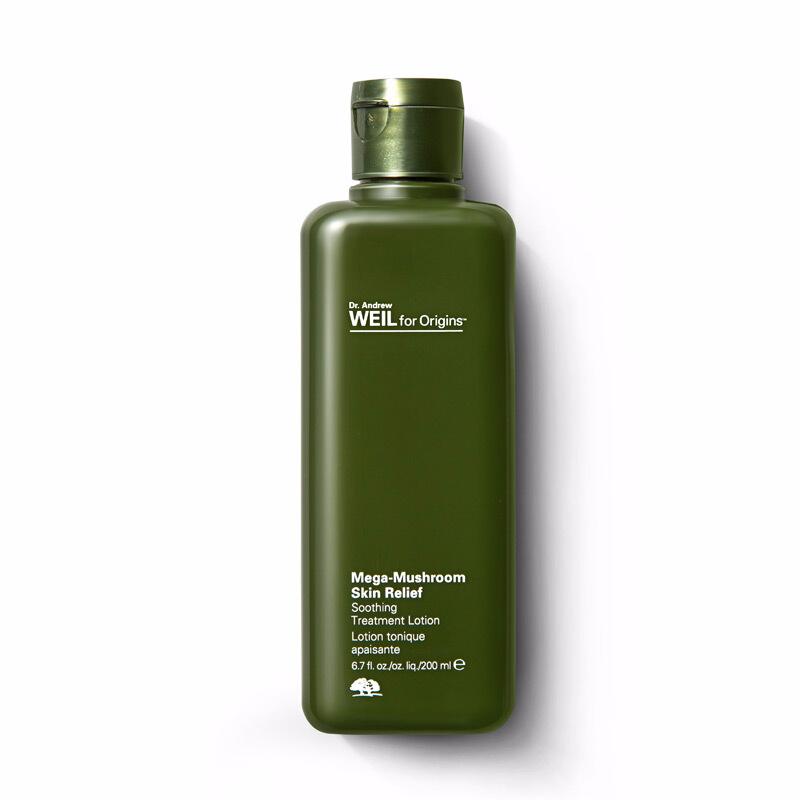 Dr. Andrew
WEIL for Origins™
Mega-Mushroom
Skin Relief
Soothing
Treatment Lotion
Lotion tonique
apaisante
6.7 fl. oz./oz. liq./200 ml ℮